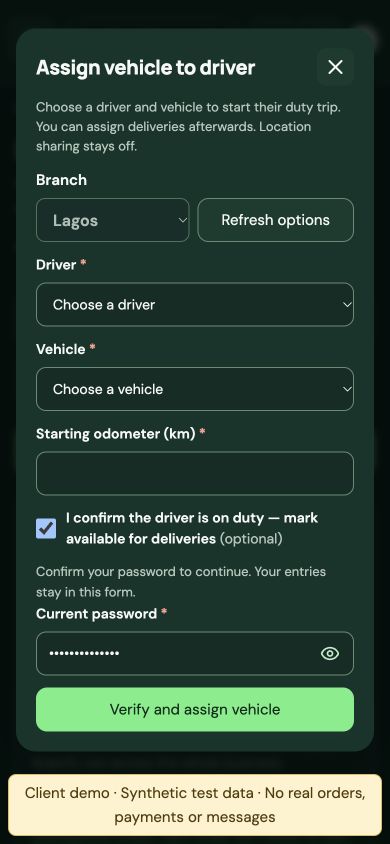 Assign vehicle to driver
Choose a driver and vehicle to start their duty trip.
You can assign deliveries afterwards. Location
sharing stays off.
Branch
Lagos
Refresh options
Driver *
Choose a driver
Vehicle *
Choose a vehicle
Starting odometer (km) *
I confirm the driver is on duty — mark
available for deliveries (optional)
Confirm your password to continue. Your entries
stay in this form.
Current password *
••••••••••••••
Verify and assign vehicle
Client demo · Synthetic test data · No real orders,
payments or messages